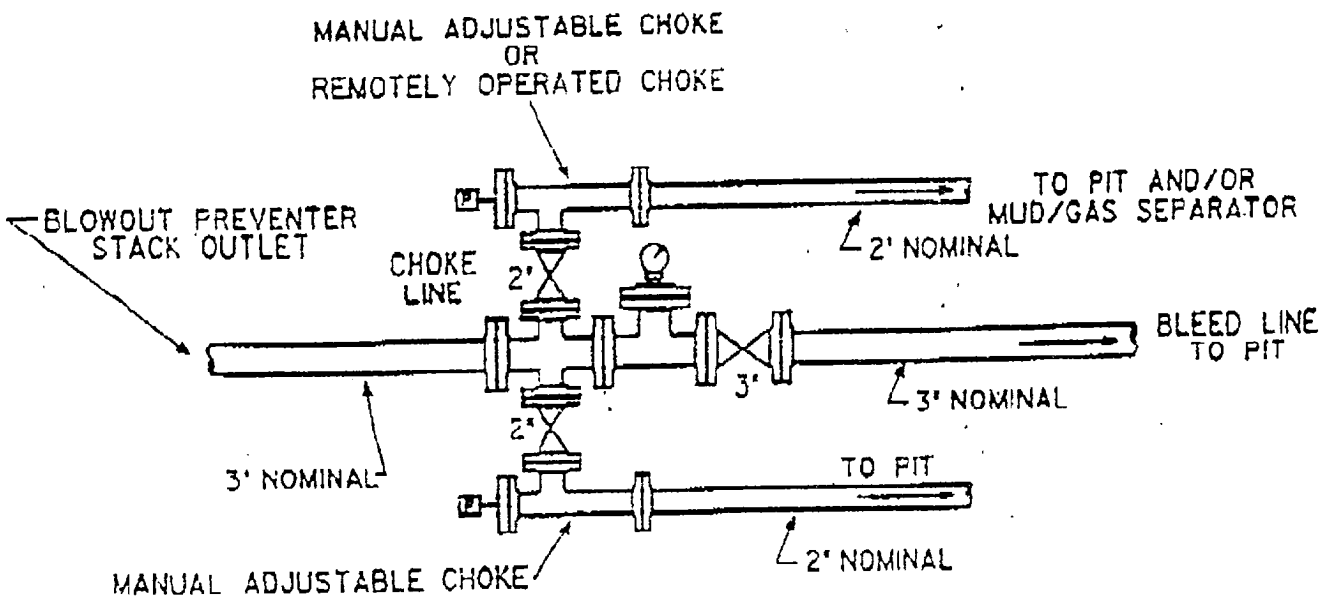 MANUAL ADJUSTABLE CHOKE
OR
REMOTELY OPERATED CHOKE
TO PIT AND/OR
MUD/GAS SEPARATOR
2" NOMINAL
BLOWOUT PREVENTER
STACK OUTLET
CHOKE
LINE
2"
BLEED LINE
TO PIT
3"
3" NOMINAL
2"
3" NOMINAL
TO PIT
2" NOMINAL
MANUAL ADJUSTABLE CHOKE